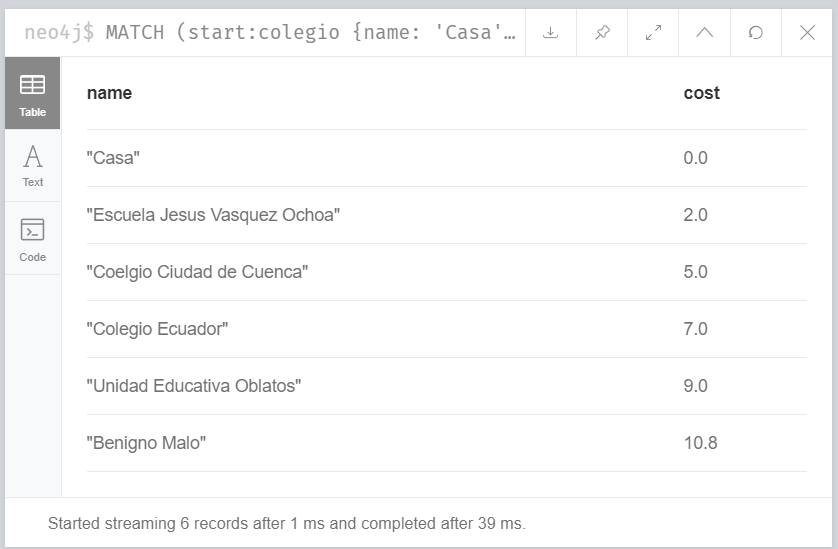 neo4j$ MATCH (start:colegio {name: 'Casa'…
Table
Text
Code
name cost
"Casa" 0.0
"Escuela Jesus Vasquez Ochoa" 2.0
"Coelgio Ciudad de Cuenca" 5.0
"Colegio Ecuador" 7.0
"Unidad Educativa Oblatos" 9.0
"Benigno Malo" 10.8
Started streaming 6 records after 1 ms and completed after 39 ms.